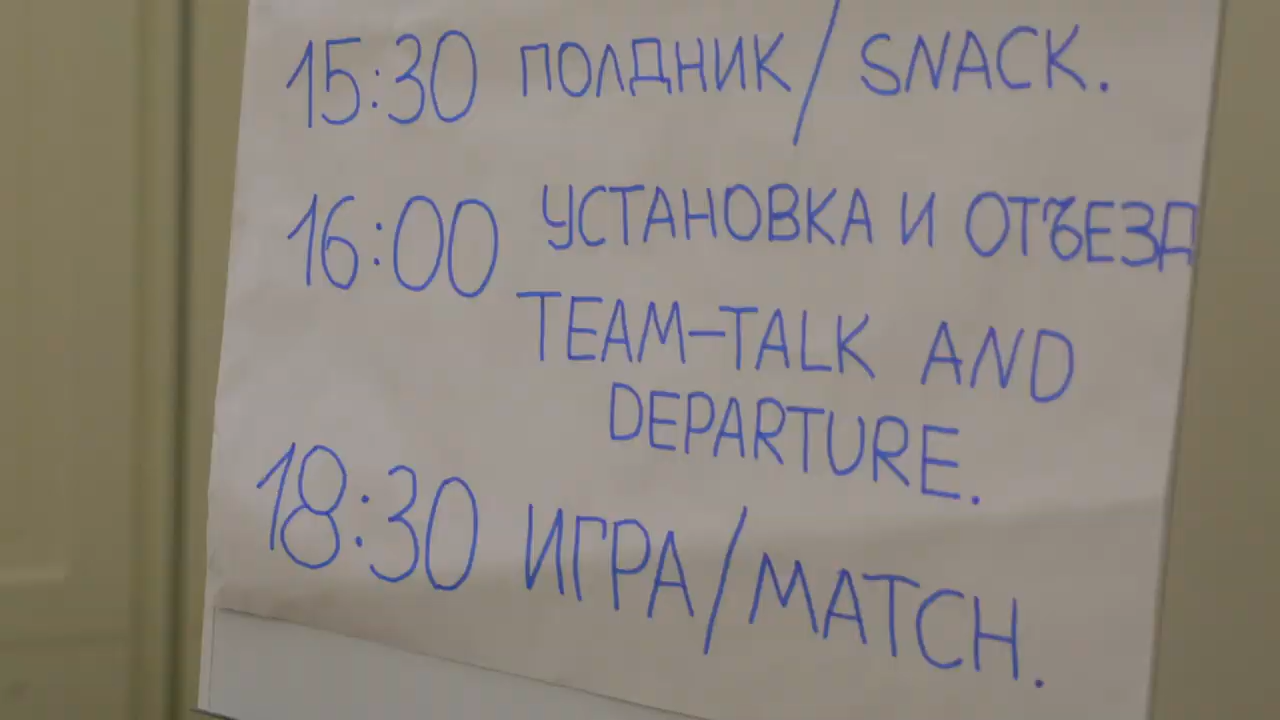 15:30 ПОЛДНИК/SNACK.
16:00 УСТАНОВКА И ОТЪЕЗД
TEAM-TALK AND
DEPARTURE.
18:30 ИГРА/MATCH.